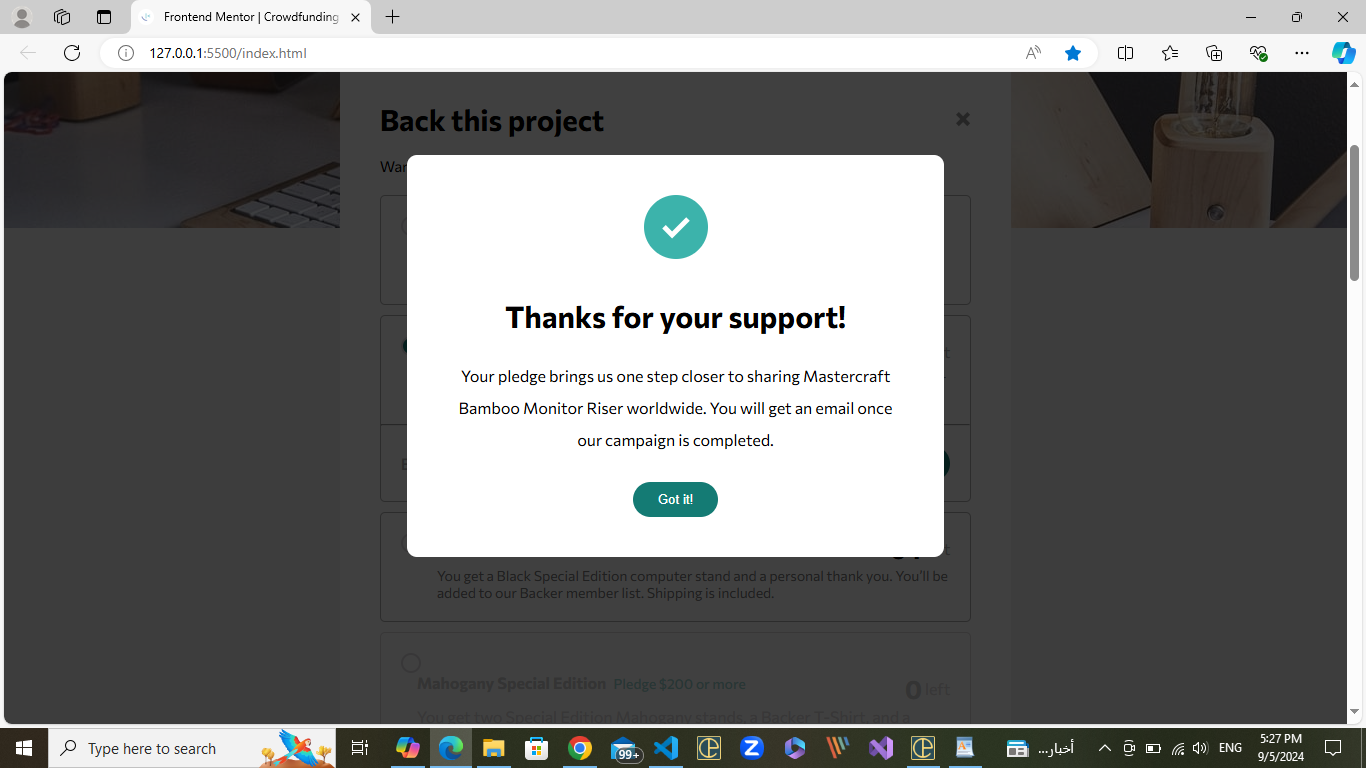 Frontend Mentor | Crowdfunding
127.0.0.1:5500/index.html
Back this project
Thanks for your support!
Your pledge brings us one step closer to sharing Mastercraft
Bamboo Monitor Riser worldwide. You will get an email once
our campaign is completed.
Got it!
You get a Black Special Edition computer stand and a personal thank you. You'll be
added to our Backer member list. Shipping is included.
Mahogany Special Edition Pledge $200 or more
0 left
You get two Special Edition Mahogany stands, a Backer T-Shirt, and a
Type here to search
99+
أخبار...
ENG
5:27 PM
9/5/2024